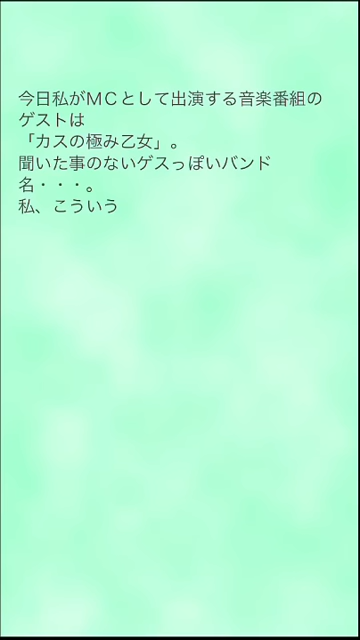 今日私がＭＣとして出演する音楽番組の
ゲストは
「カスの極み乙女」。
聞いた事のないゲスっぽいバンド
名・・・。
私、こういう